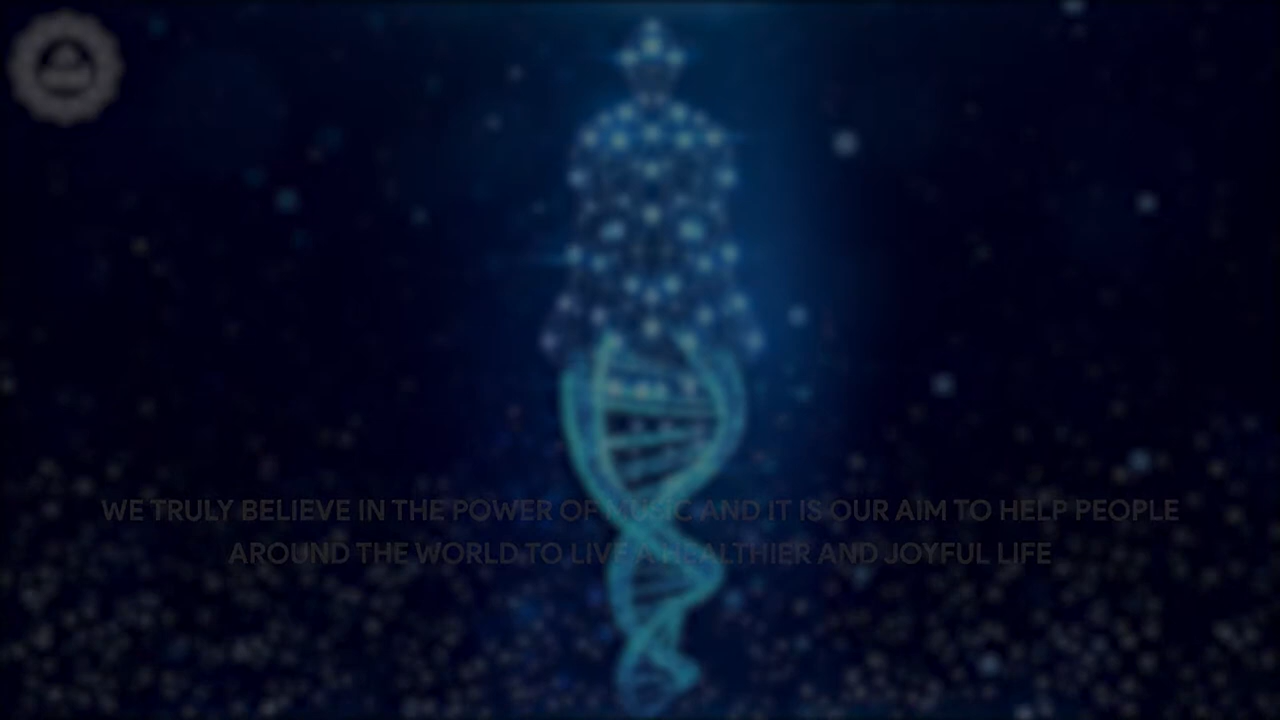 WE TRULY BELIEVE IN THE POWER OF MUSIC AND IT IS OUR AIM TO HELP PEOPLE
AROUND THE WORLD TO LIVE A HEALTHIER AND JOYFUL LIFE